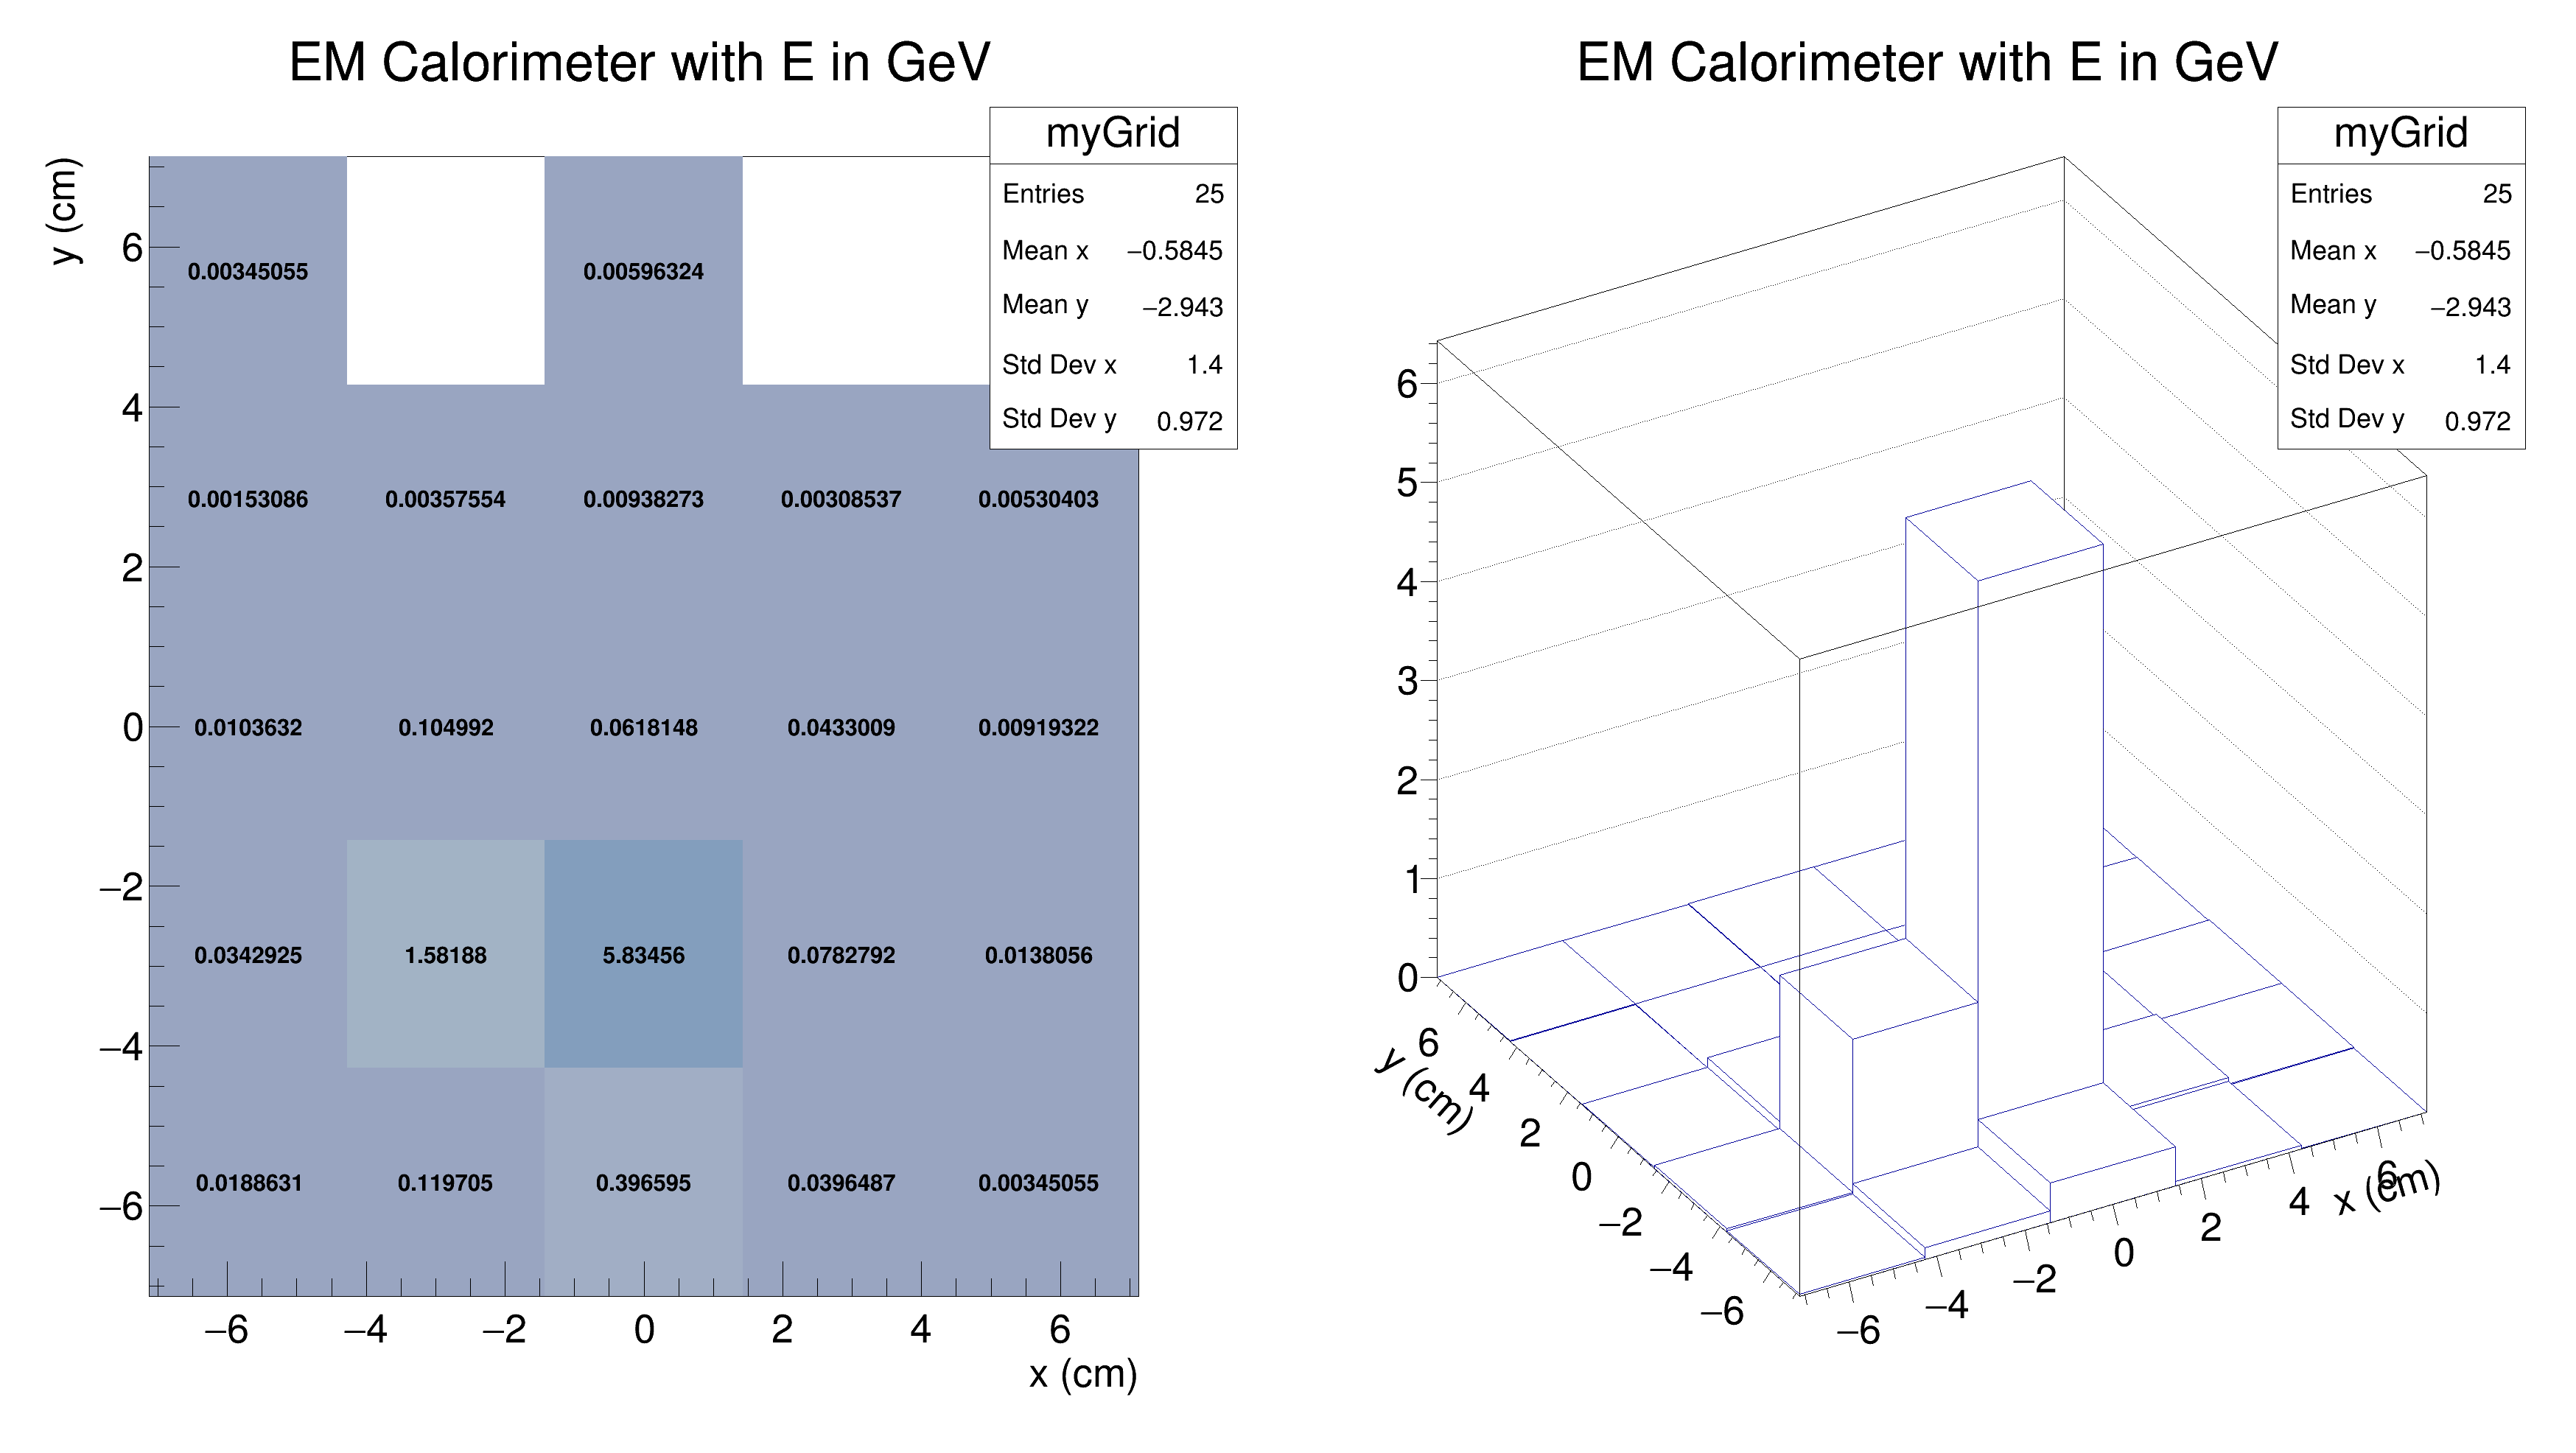 EM Calorimeter with E in GeV
myGrid
Entries 25
Mean x −0.5845
Mean y −2.943
Std Dev x 1.4
Std Dev y 0.972
y (cm)
6
4
2
0
−2
−4
−6
0.00345055 0.00596324
0.00153086 0.00357554 0.00938273 0.00308537 0.00530403
0.0103632 0.104992 0.0618148 0.0433009 0.00919322
0.0342925 1.58188 5.83456 0.0782792 0.0138056
0.0188631 0.119705 0.396595 0.0396487 0.00345055
−6 −4 −2 0 2 4 6
x (cm)
EM Calorimeter with E in GeV
myGrid
Entries 25
Mean x −0.5845
Mean y −2.943
Std Dev x 1.4
Std Dev y 0.972
6
5
4
3
2
1
0
y (cm)
6
4
2
0
−2
−4
−6
−6 −4 −2 0 2 4 6
x (cm)